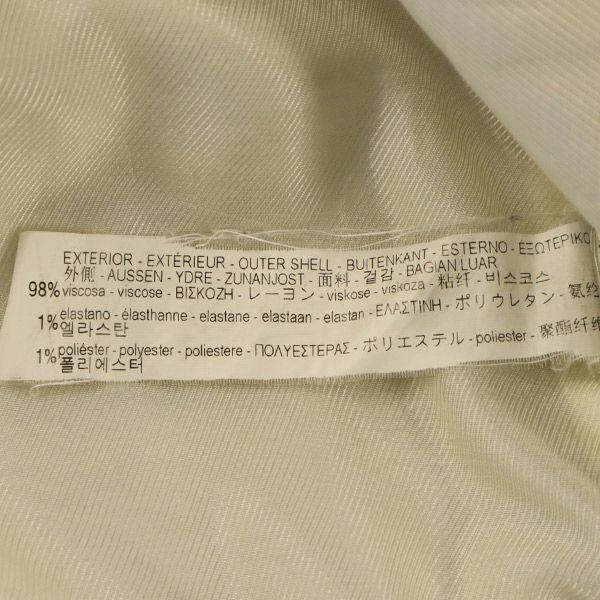 EXTERIOR - EXTÉRIEUR - OUTER SHELL - BUITENKANT - ESTERNO - ΕΞΩΤΕΡΙΚΟ
外側 - AUSSEN - YDRE - ZUNANJOST - 面料 - 겉감 - BAGIAN LUAR
98% viscosa - viscose - ΒΙΣΚΟΖΗ - レーヨン - viskose - viskoza - 粘纤 - 비스코스
1% elastano - élasthanne - elastane - elastaan - elastan - ΕΛΑΣΤΙΝΗ - ポリウレタン - 氨纶
엘라스탄
1% poliéster - polyester - poliestere - ΠΟΛΥΕΣΤΕΡΑΣ - ポリエステル - poliester - 聚酯纤维
폴리에스터